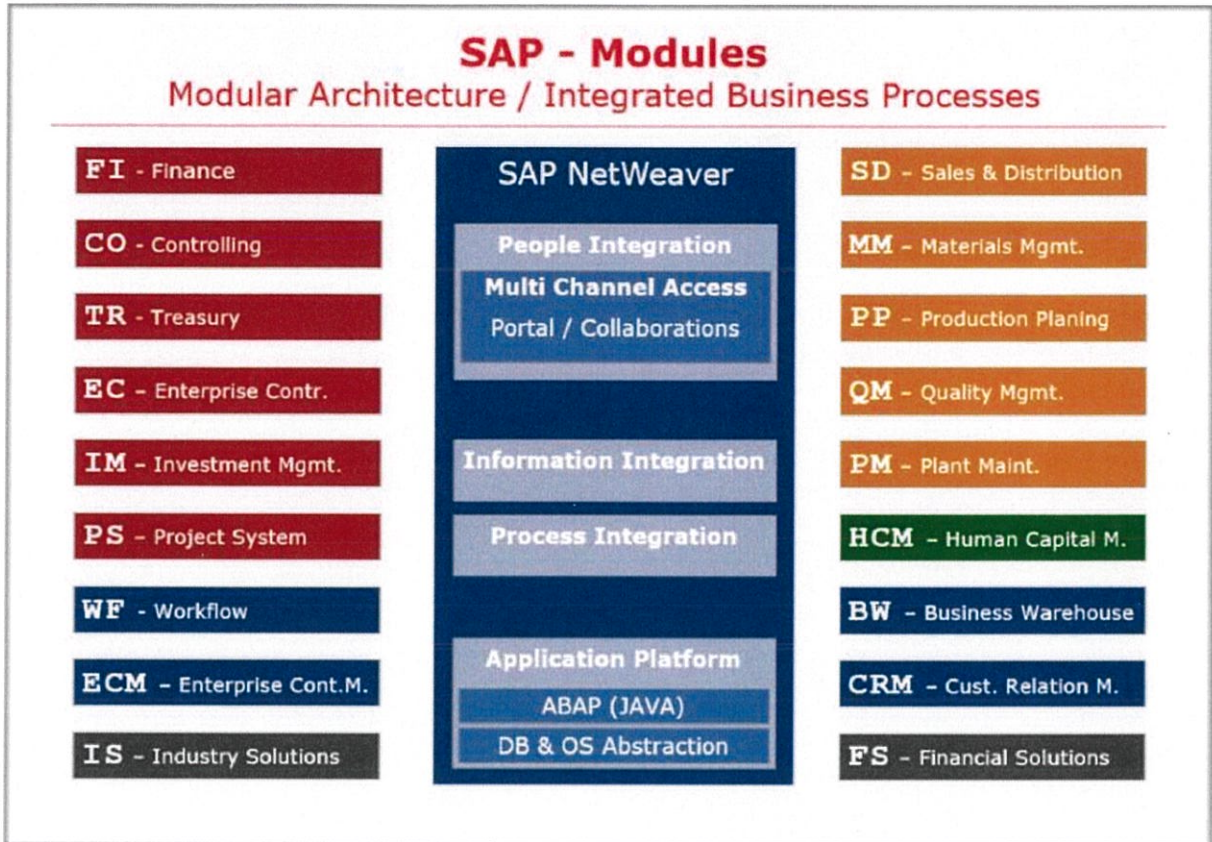 SAP - Modules
Modular Architecture / Integrated Business Processes
FI - Finance
CO - Controlling
TR - Treasury
EC - Enterprise Contr.
IM - Investment Mgmt.
PS - Project System
WF - Workflow
ECM - Enterprise Cont.M.
IS - Industry Solutions
SAP NetWeaver
People Integration
Multi Channel Access
Portal / Collaborations
Information Integration
Process Integration
Application Platform
ABAP (JAVA)
DB & OS Abstraction
SD - Sales & Distribution
MM - Materials Mgmt.
PP - Production Planing
QM - Quality Mgmt.
PM - Plant Maint.
HCM - Human Capital M.
BW - Business Warehouse
CRM - Cust. Relation M.
FS - Financial Solutions